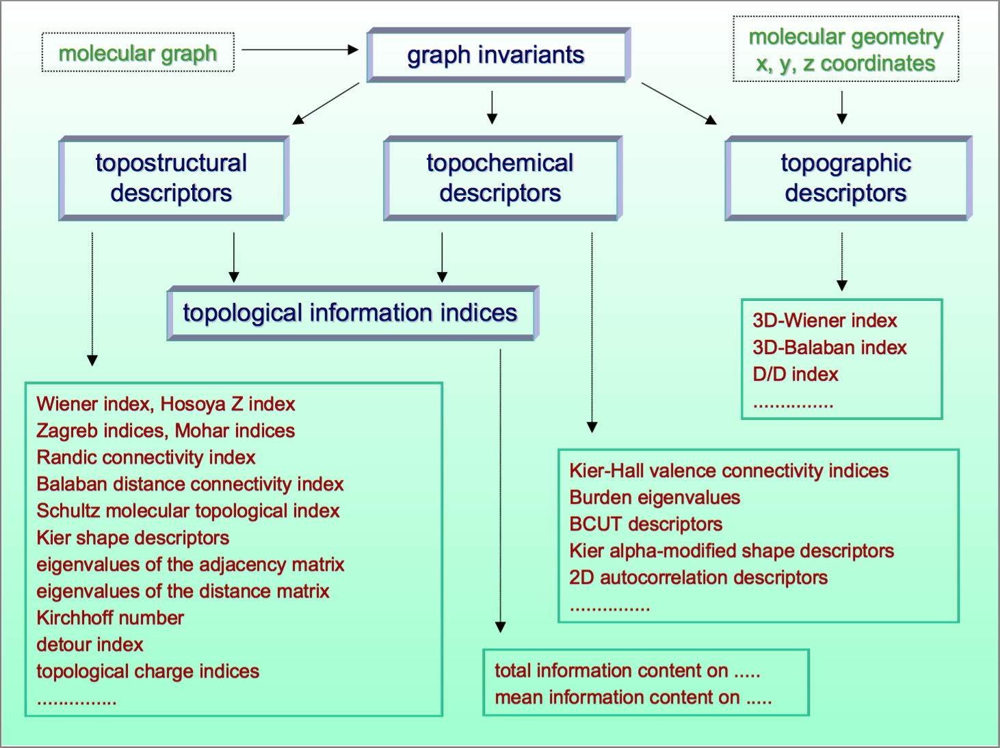 molecular graph
graph invariants
molecular geometry
x, y, z coordinates
topostructural
descriptors
topochemical
descriptors
topographic
descriptors
topological information indices
3D-Wiener index
3D-Balaban index
D/D index
...............
Wiener index, Hosoya Z index
Zagreb indices, Mohar indices
Randic connectivity index
Balaban distance connectivity index
Schultz molecular topological index
Kier shape descriptors
eigenvalues of the adjacency matrix
eigenvalues of the distance matrix
Kirchhoff number
detour index
topological charge indices
...............
Kier-Hall valence connectivity indices
Burden eigenvalues
BCUT descriptors
Kier alpha-modified shape descriptors
2D autocorrelation descriptors
...............
total information content on .....
mean information content on .....